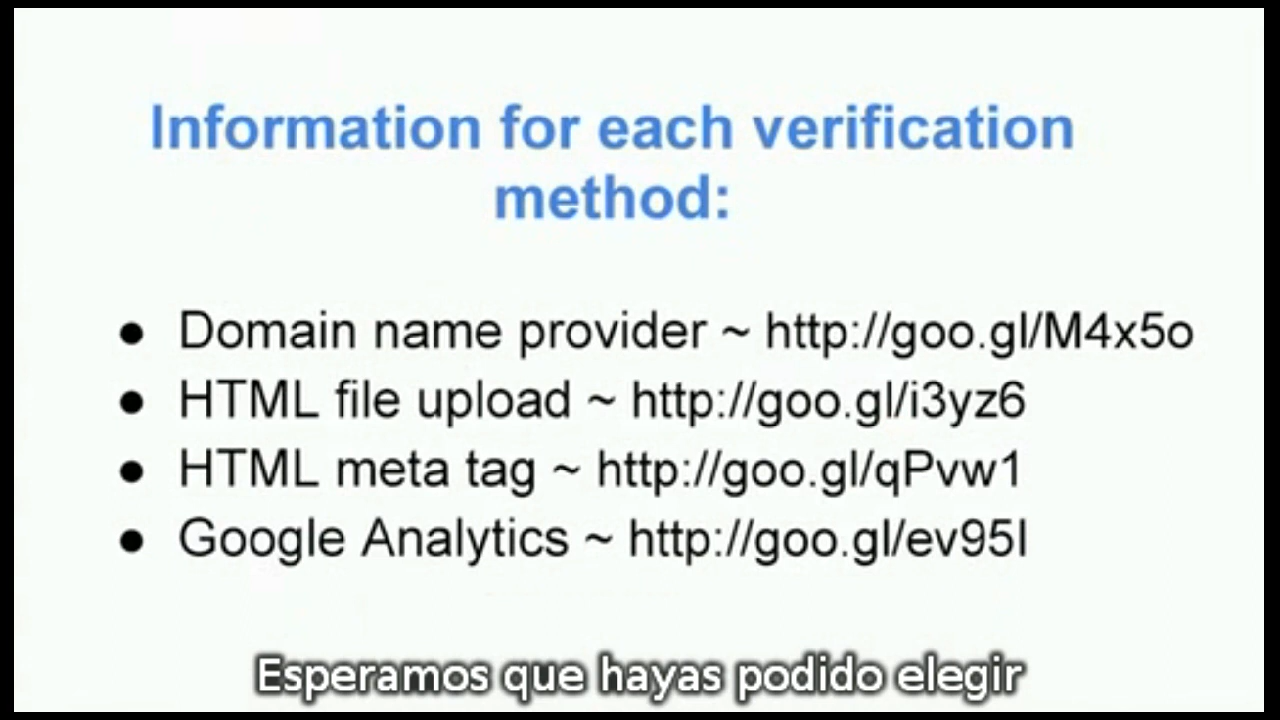 Information for each verification
method:
● Domain name provider ~ http://goo.gl/M4x5o
● HTML file upload ~ http://goo.gl/i3yz6
● HTML meta tag ~ http://goo.gl/qPvw1
● Google Analytics ~ http://goo.gl/ev95l
Esperamos que hayas podido elegir